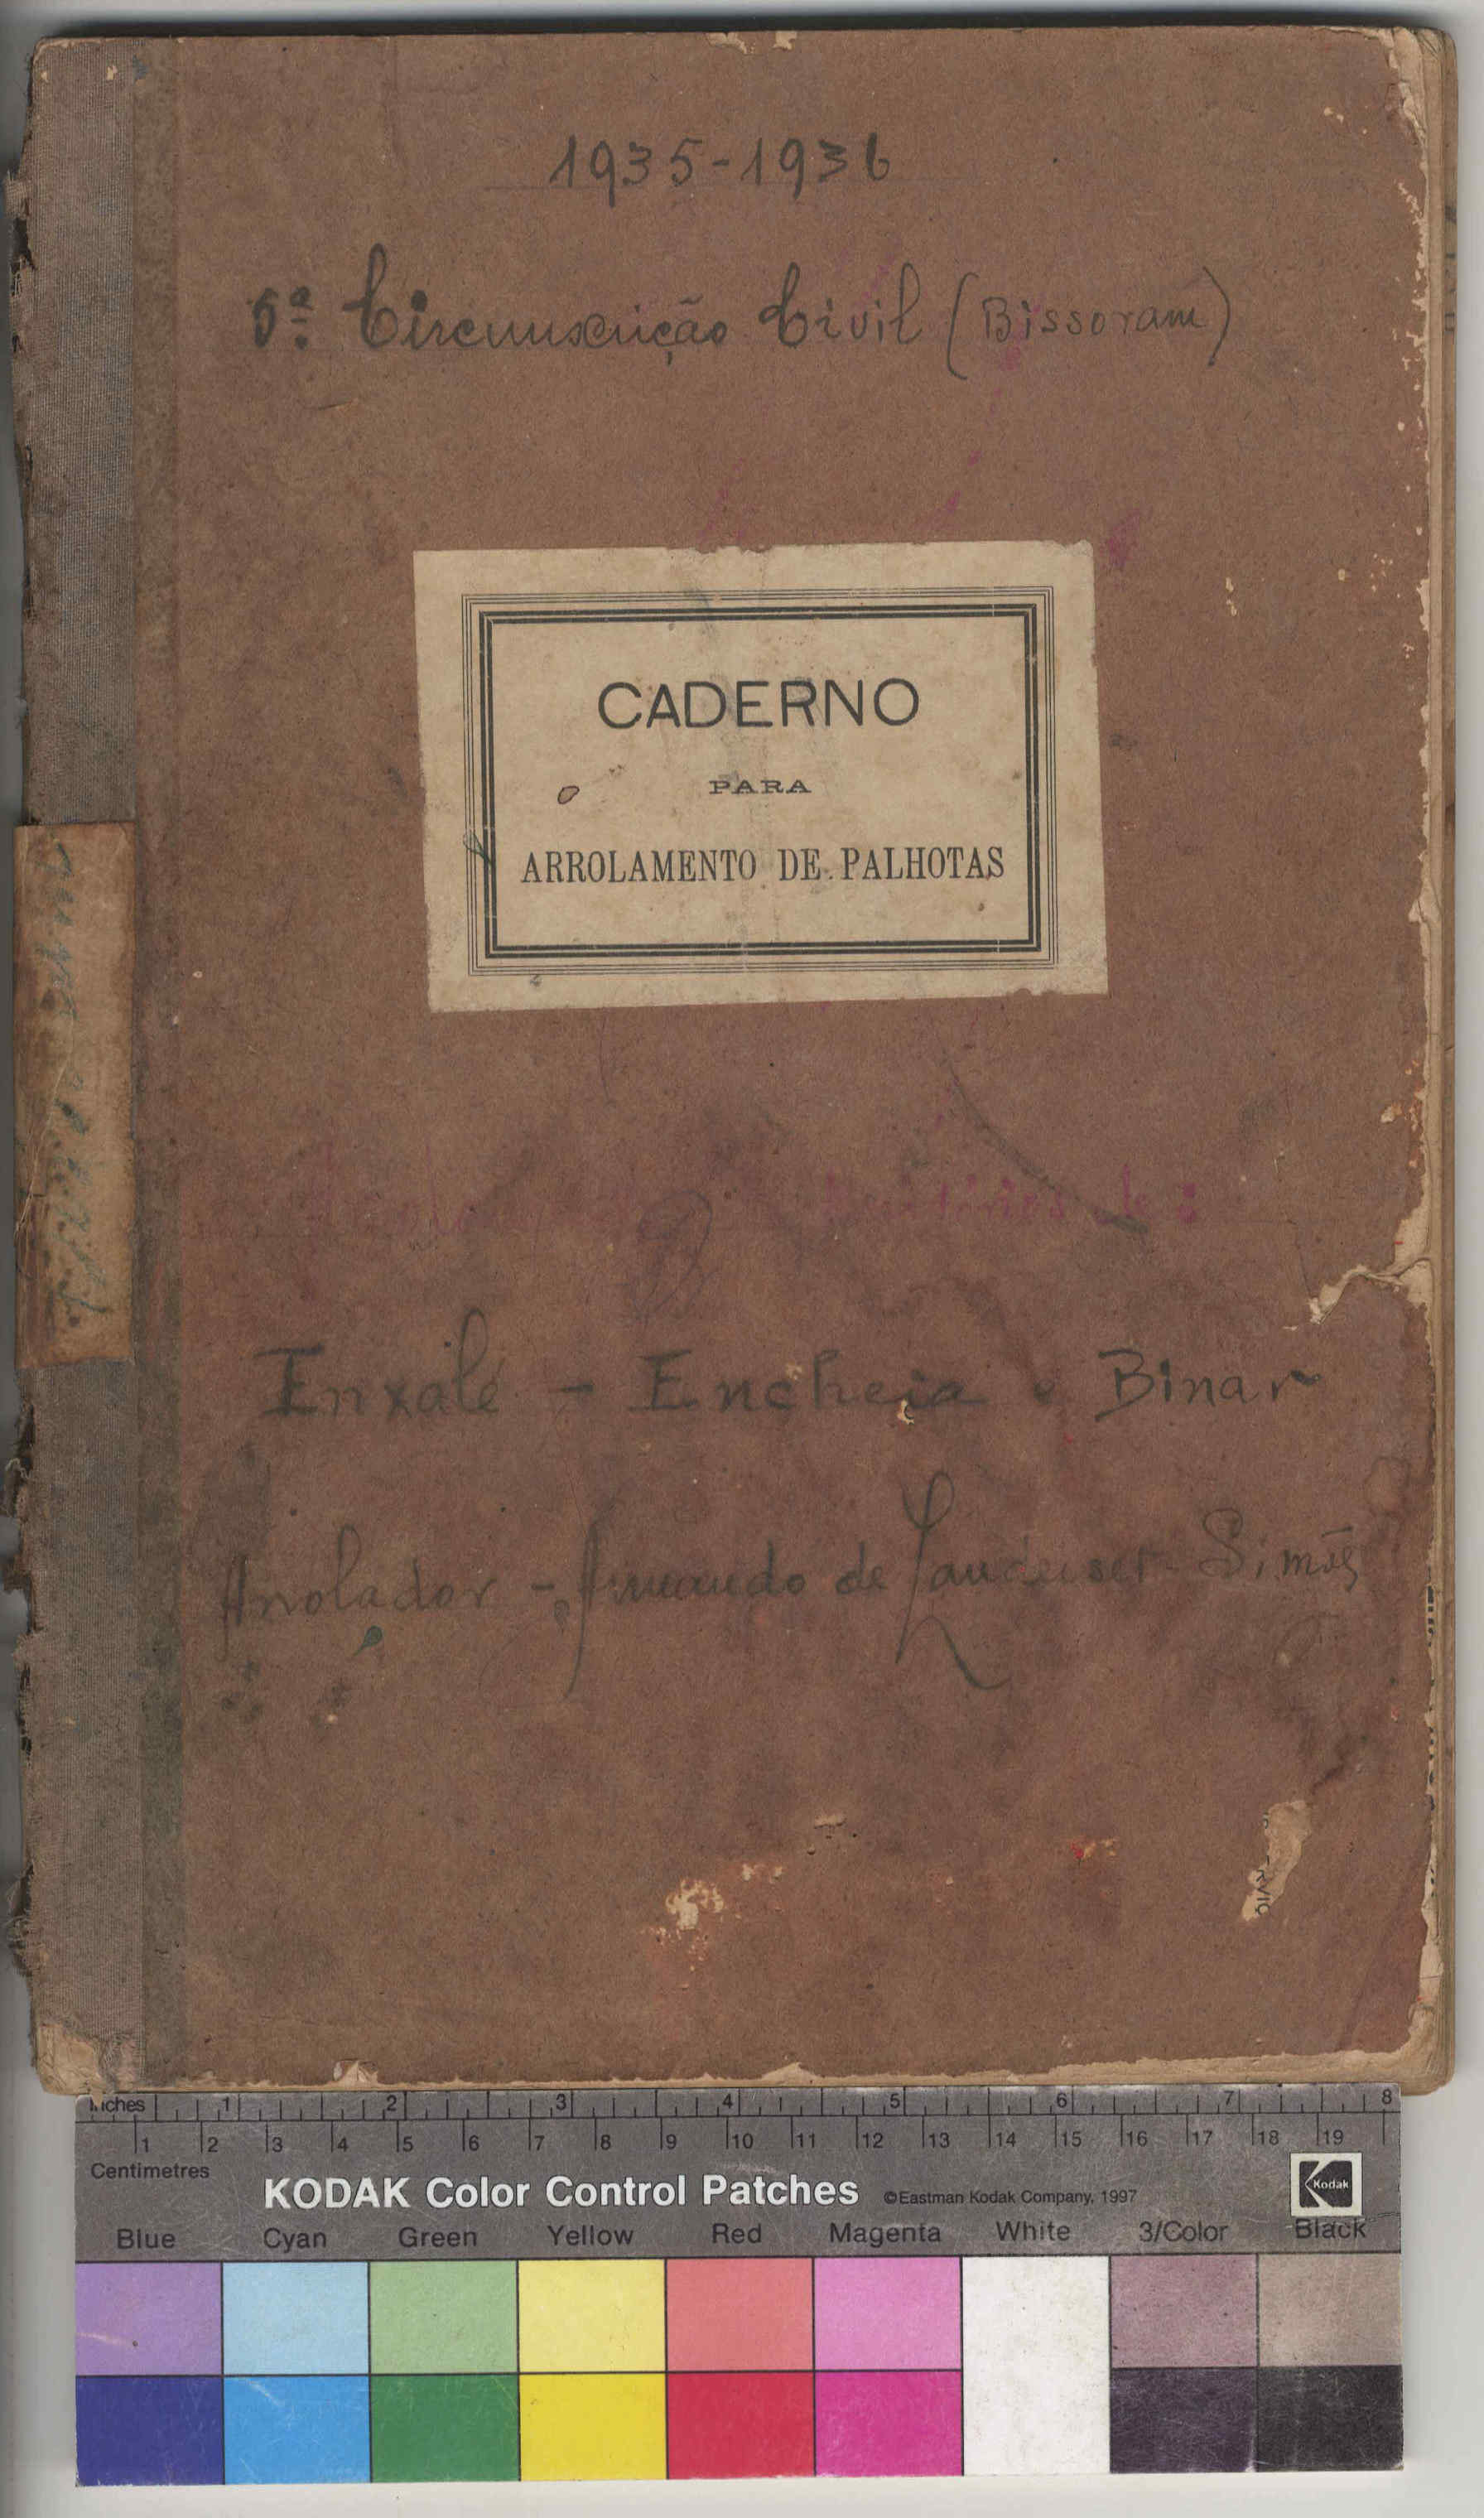 1935-1936
5ª Circunscrição Civil (Bissoram)
CADERNO
PARA
ARROLAMENTO DE PALHOTAS
Enxalé - Encheia e Binar
Arrolador - Armando de Simões
Inches 1 2 3 4 5 6 7 8
1 2 3 4 5 6 7 8 9 10 11 12 13 14 15 16 17 18 19
Centimetres
KODAK Color Control Patches ©Eastman Kodak Company, 1997 Kodak
Blue Cyan Green Yellow Red Magenta White 3/Color Black